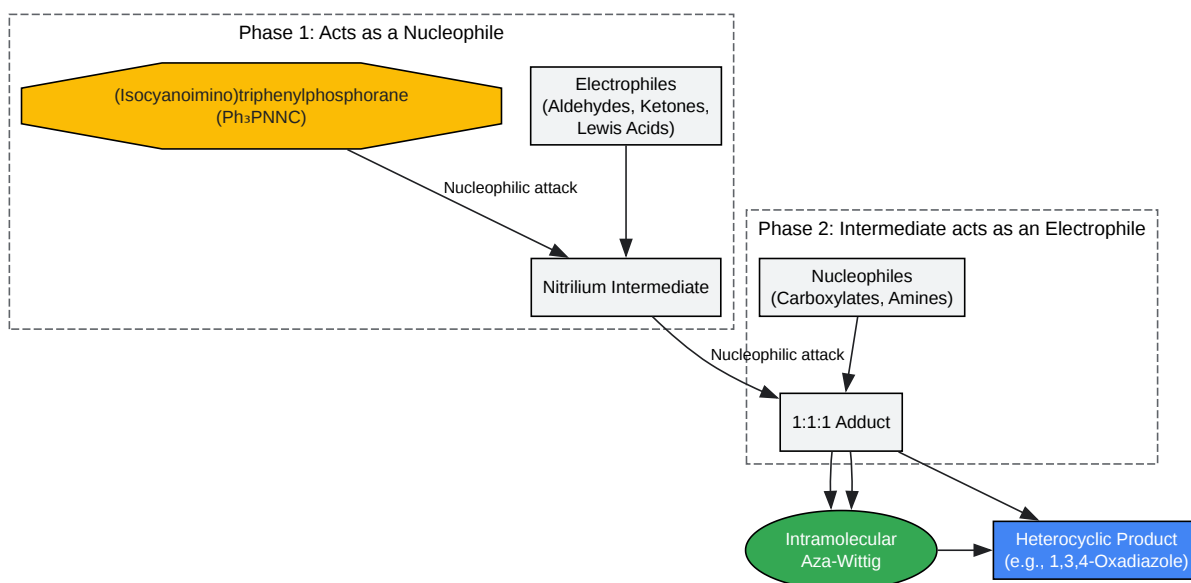 Phase 1: Acts as a Nucleophile
(Isocyanoimino)triphenylphosphorane
(Ph₃PNNC)
Electrophiles
(Aldehydes, Ketones,
Lewis Acids)
Nucleophilic attack
Nitrilium Intermediate
Phase 2: Intermediate acts as an Electrophile
Nucleophiles
(Carboxylates, Amines)
Nucleophilic attack
1:1:1 Adduct
Intramolecular
Aza-Wittig
Heterocyclic Product
(e.g., 1,3,4-Oxadiazole)